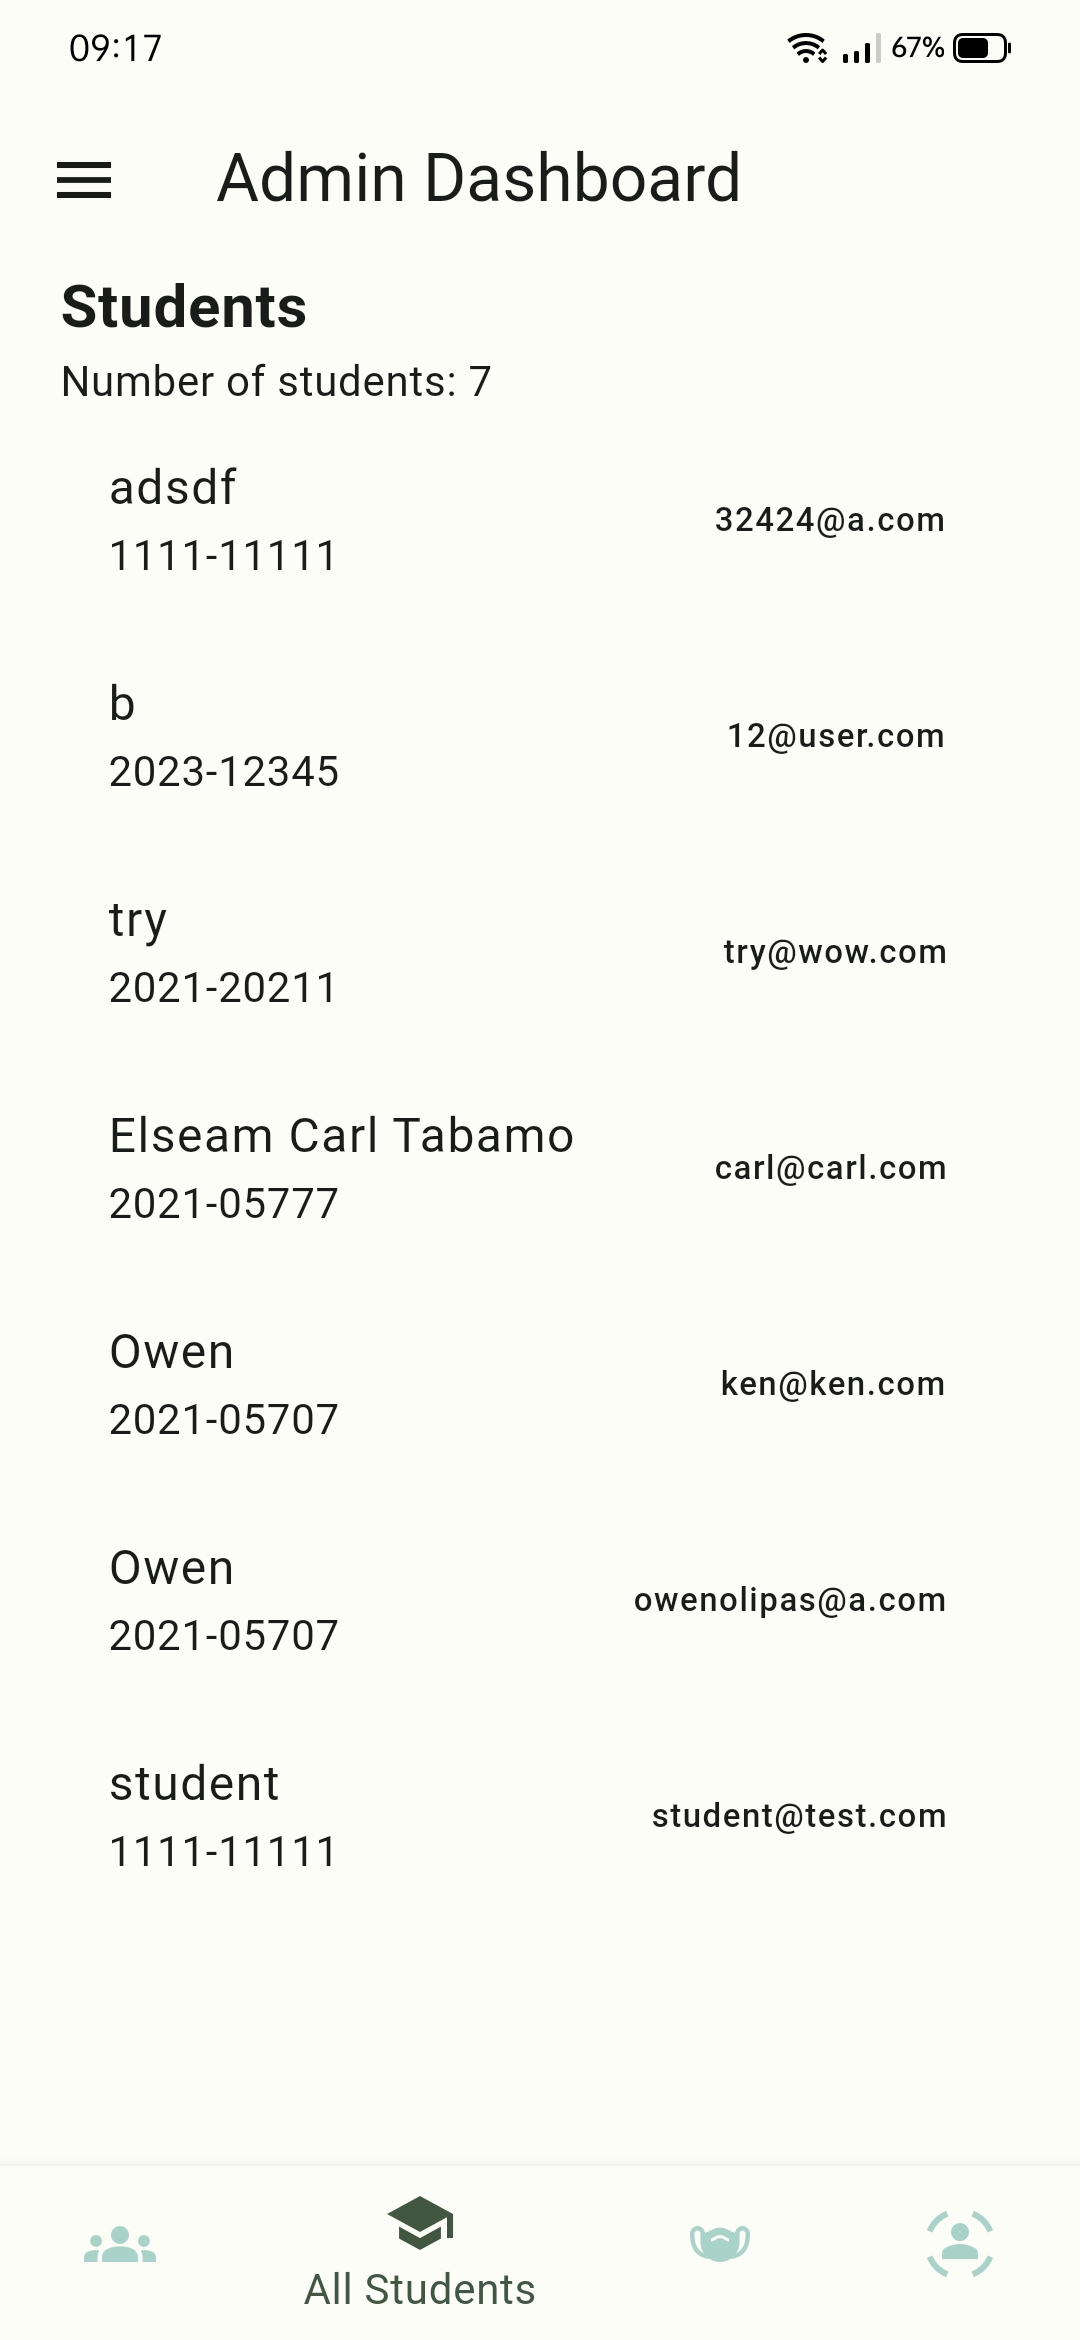 09:17
67%
Admin Dashboard
Students
Number of students: 7
adsdf
32424@a.com
1111-11111
b
12@user.com
2023-12345
try
try@wow.com
2021-20211
Elseam Carl Tabamo
carl@carl.com
2021-05777
Owen
ken@ken.com
2021-05707
Owen
owenolipas@a.com
2021-05707
student
student@test.com
1111-11111
All Students